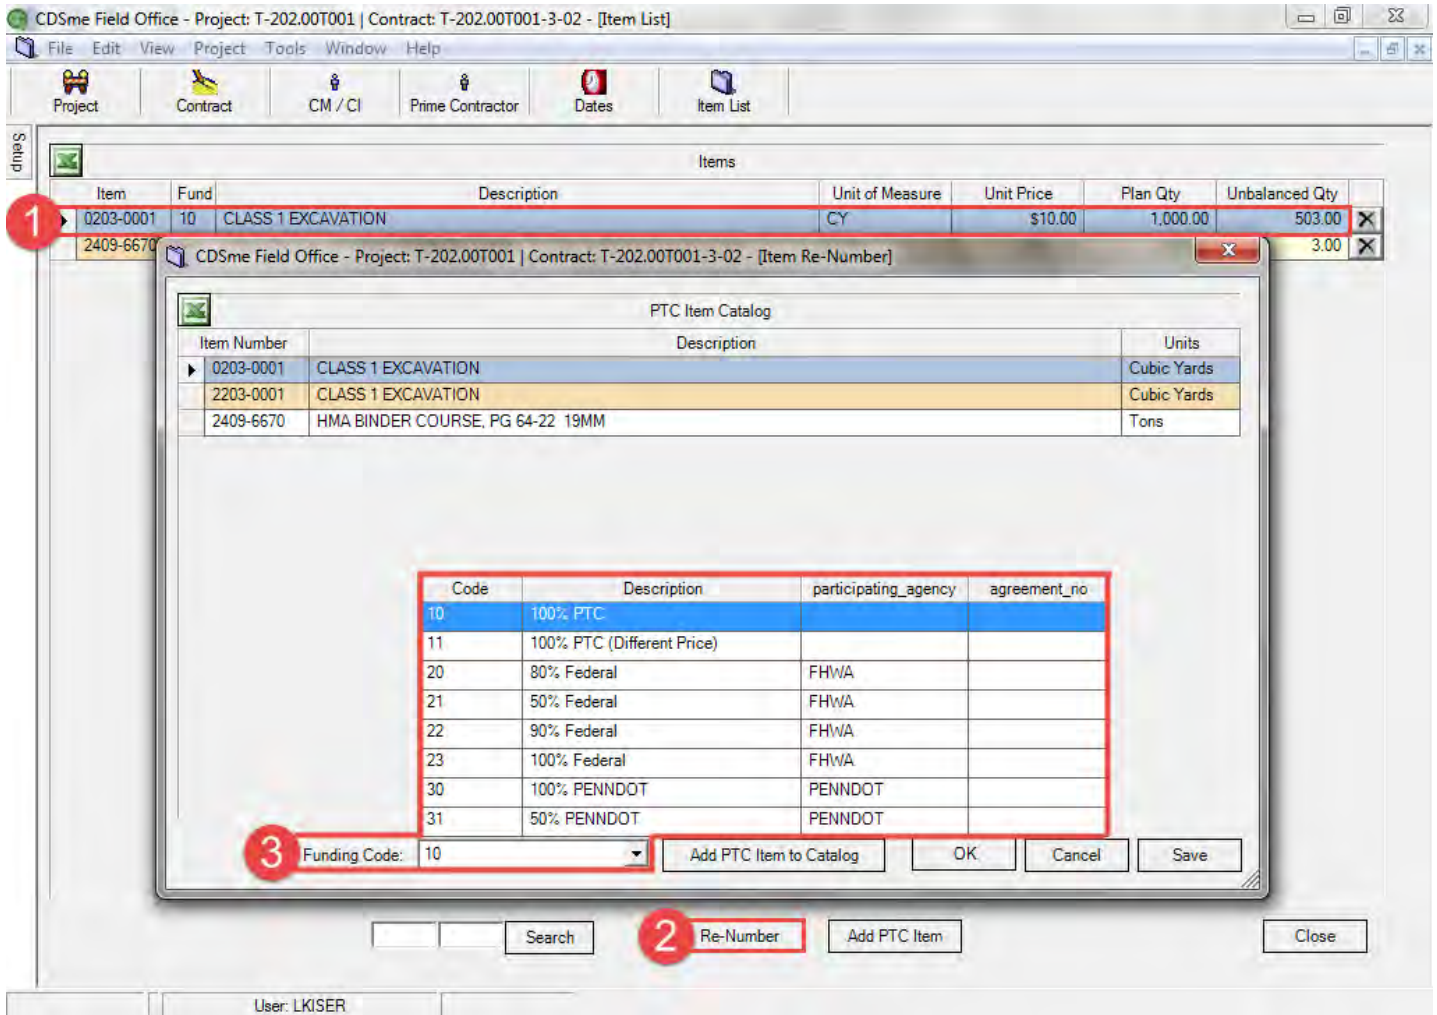 CDSme Field Office - Project: T-202.00T001 | Contract: T-202.00T001-3-02 - [Item List]
File Edit View Project Tools Window Help
Project Contract CM / CI Prime Contractor Dates Item List
Setup
Items
Item Fund Description Unit of Measure Unit Price Plan Qty Unbalanced Qty
1 0203-0001 10 CLASS 1 EXCAVATION CY $10.00 1,000.00 503.00
2409-6670 3.00
CDSme Field Office - Project: T-202.00T001 | Contract: T-202.00T001-3-02 - [Item Re-Number]
PTC Item Catalog
Item Number Description Units
0203-0001 CLASS 1 EXCAVATION Cubic Yards
2203-0001 CLASS 1 EXCAVATION Cubic Yards
2409-6670 HMA BINDER COURSE, PG 64-22 19MM Tons
Code Description participating_agency agreement_no
10 100% PTC
11 100% PTC (Different Price)
20 80% Federal FHWA
21 50% Federal FHWA
22 90% Federal FHWA
23 100% Federal FHWA
30 100% PENNDOT PENNDOT
31 50% PENNDOT PENNDOT
3 Funding Code: 10 Add PTC Item to Catalog OK Cancel Save
Search 2 Re-Number Add PTC Item Close
User: LKISER